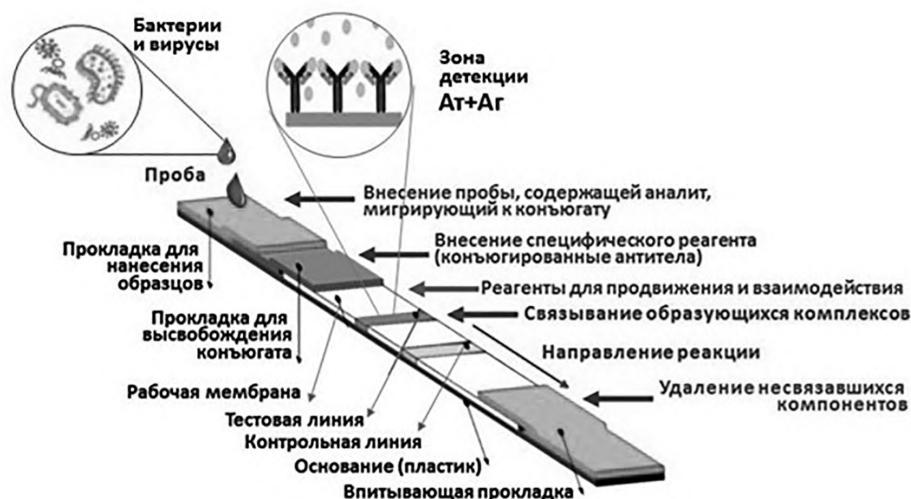 Бактерии
и вирусы
Зона
детекции
Ат+Аг
Проба
Внесение пробы, содержащей аналит,
мигрирующий к конъюгату
Внесение специфического реагента
(конъюгированные антитела)
Прокладка для
нанесения
образцов
Реагенты для продвижения и взаимодействия
Связывание образующихся комплексов
Прокладка для
высвобождения
конъюгата
Направление реакции
Рабочая мембрана
Удаление несвязавшихся
компонентов
Тестовая линия
Контрольная линия
Основание (пластик)
Впитывающая прокладка